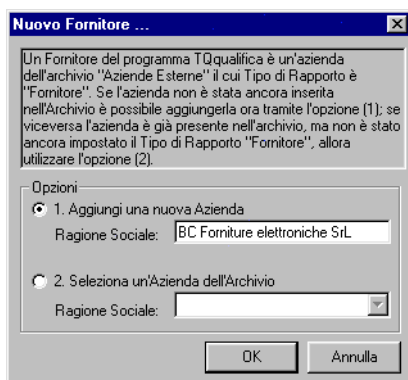 Nuovo Fornitore ...
Un Fornitore del programma TQqualifica è un'azienda
dell'archivio "Aziende Esterne" il cui Tipo di Rapporto è
"Fornitore". Se l'azienda non è stata ancora inserita
nell'Archivio è possibile aggiungerla ora tramite l'opzione (1); se
viceversa l'azienda è già presente nell'archivio, ma non è stato
ancora impostato il Tipo di Rapporto "Fornitore", allora
utilizzare l'opzione (2).
Opzioni
1. Aggiungi una nuova Azienda
Ragione Sociale: BC Forniture elettroniche SrL
2. Seleziona un'Azienda dell'Archivio
Ragione Sociale:
OK Annulla